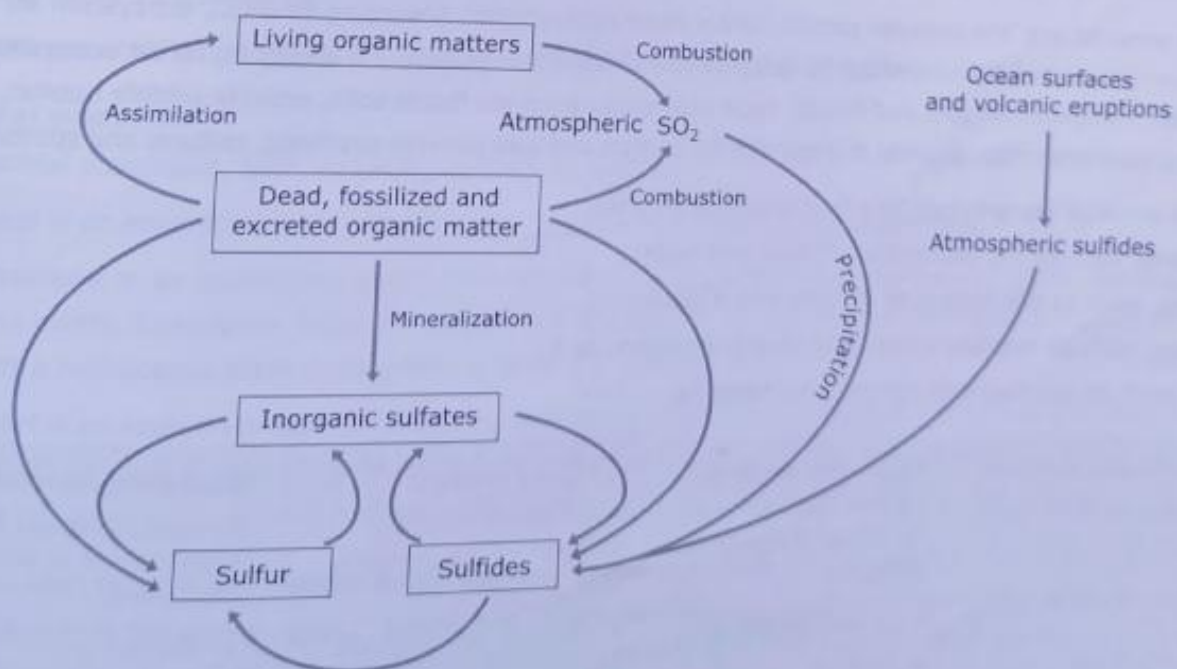 Living organic matters
Combustion
Ocean surfaces
and volcanic eruptions
Assimilation
Atmospheric SO₂
Dead, fossilized and
excreted organic matter
Combustion
Atmospheric sulfides
Precipitation
Mineralization
Inorganic sulfates
Sulfur
Sulfides